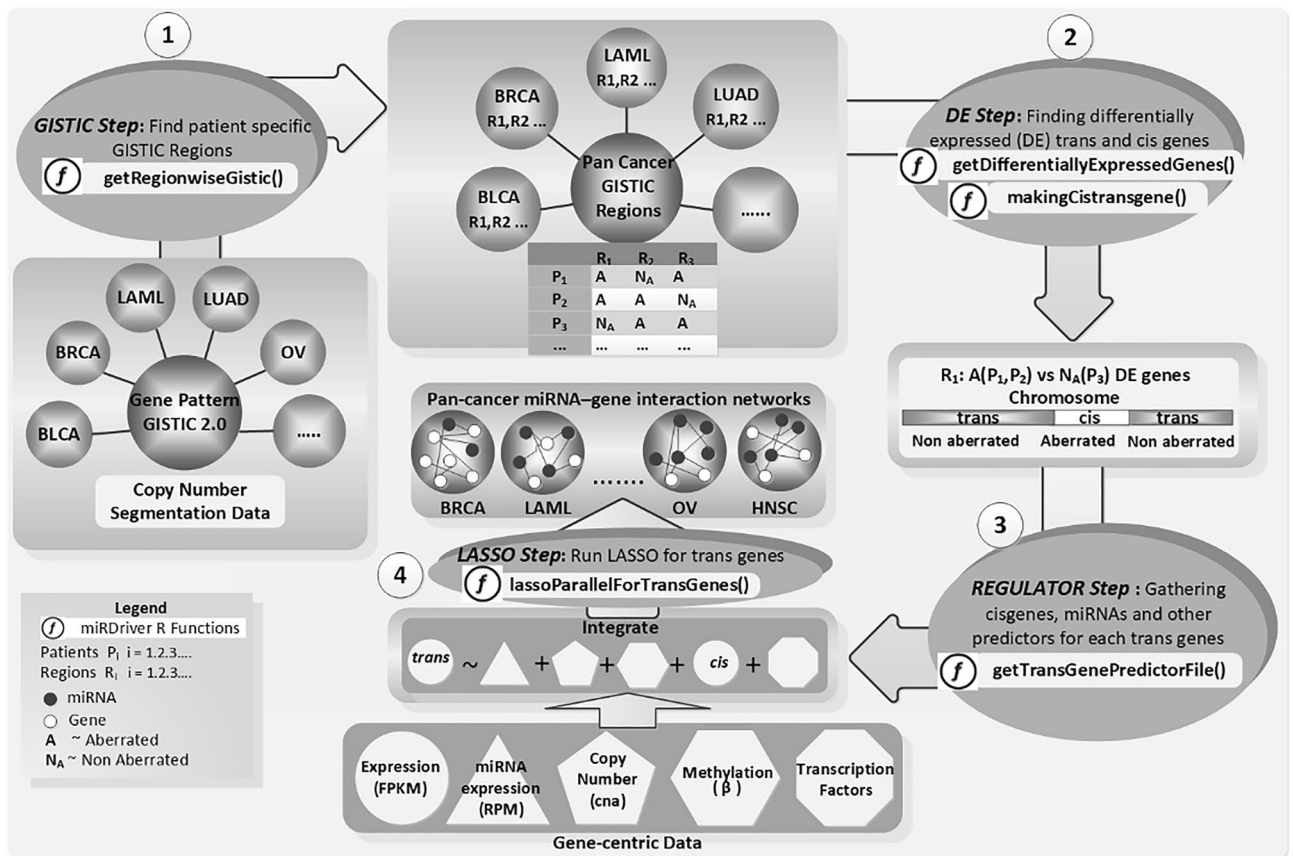 1
GISTIC Step: Find patient specific
GISTIC Regions
f getRegionwiseGistic()
LAML
LUAD
BRCA
OV
BLCA
.....
Gene Pattern
GISTIC 2.0
Copy Number
Segmentation Data
LAML
R1,R2 ...
BRCA
R1,R2 ...
LUAD
R1,R2 ...
BLCA
R1,R2 ...
......
Pan Cancer
GISTIC
Regions
R1 R2 R3
P1 A NA A
P2 A A NA
P3 NA A A
... ... ... ...
2
DE Step: Finding differentially
expressed (DE) trans and cis genes
f getDifferentiallyExpressedGenes()
f makingCistransgene()
R1: A(P1,P2) vs NA(P3) DE genes
Chromosome
trans cis trans
Non aberrated Aberrated Non aberrated
3
REGULATOR Step : Gathering
cisgenes, miRNAs and other
predictors for each trans genes
f getTransGenePredictorFile()
Pan-cancer miRNA–gene interaction networks
.......
BRCA LAML OV HNSC
4
LASSO Step: Run LASSO for trans genes
f lassoParallelForTransGenes()
Integrate
trans ~ + + + cis +
Expression
(FPKM)
miRNA
expression
(RPM)
Copy
Number
(cna)
Methylation
( β )
Transcription
Factors
Gene-centric Data
Legend
f miRDriver R Functions
Patients Pi i = 1.2.3....
Regions Ri i = 1.2.3....
miRNA
Gene
A ~ Aberrated
NA ~ Non Aberrated